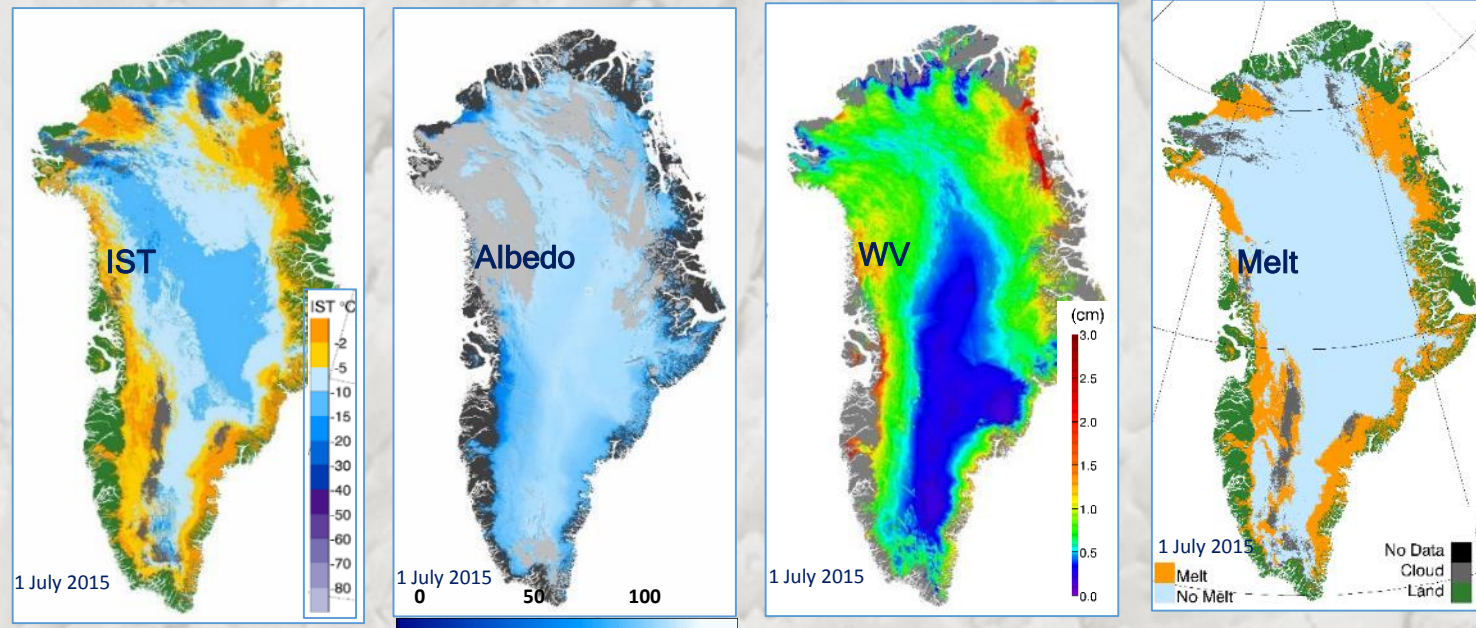 IST
IST °C
-2
-5
-10
-15
-20
-30
-40
-50
-60
-70
-80
1 July 2015
Albedo
1 July 2015
0 50 100
WV
(cm)
3.0
2.5
2.0
1.5
1.0
0.5
0.0
1 July 2015
Melt
1 July 2015
Melt
No Melt
No Data
Cloud
Land